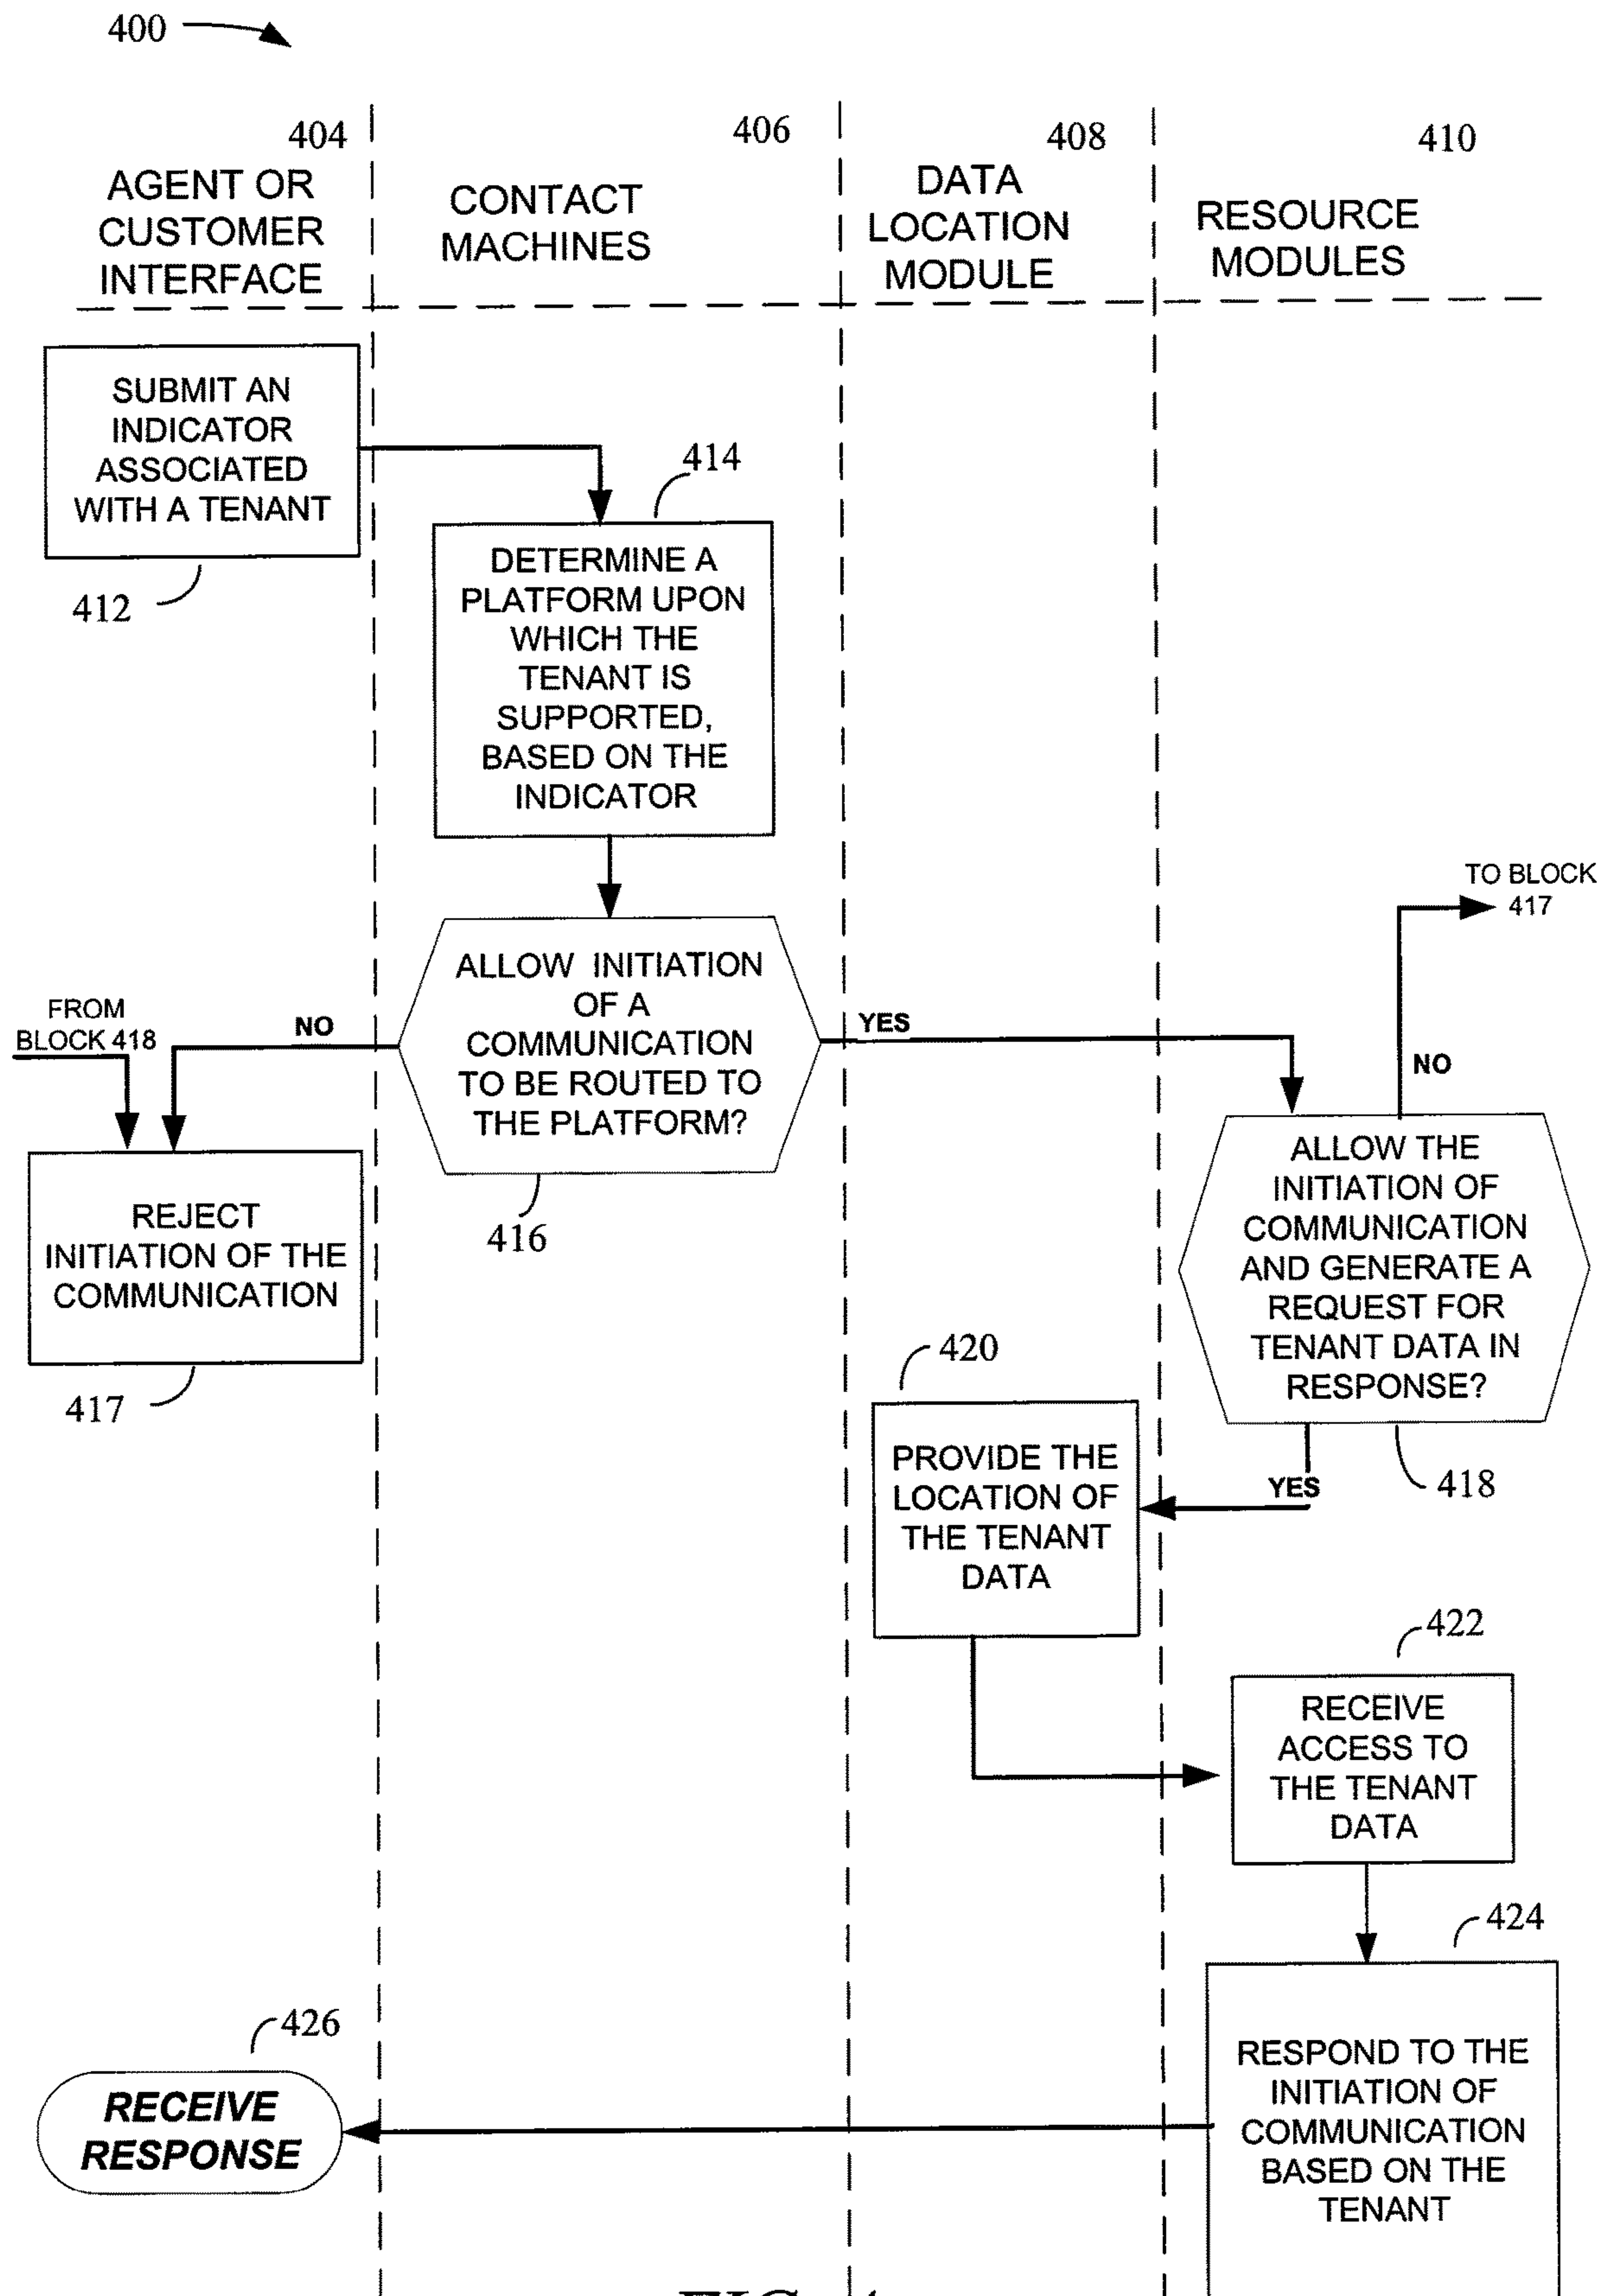 400
404
AGENT OR
CUSTOMER
INTERFACE
406
CONTACT
MACHINES
408
DATA
LOCATION
MODULE
410
RESOURCE
MODULES
SUBMIT AN
INDICATOR
ASSOCIATED
WITH A TENANT
412
414
DETERMINE A
PLATFORM UPON
WHICH THE
TENANT IS
SUPPORTED,
BASED ON THE
INDICATOR
TO BLOCK
417
ALLOW INITIATION
OF A
COMMUNICATION
TO BE ROUTED TO
THE PLATFORM?
416
FROM
BLOCK 418
NO
YES
NO
REJECT
INITIATION OF THE
COMMUNICATION
417
ALLOW THE
INITIATION OF
COMMUNICATION
AND GENERATE A
REQUEST FOR
TENANT DATA IN
RESPONSE?
418
YES
420
PROVIDE THE
LOCATION OF
THE TENANT
DATA
422
RECEIVE
ACCESS TO
THE TENANT
DATA
424
RESPOND TO THE
INITIATION OF
COMMUNICATION
BASED ON THE
TENANT
426
RECEIVE
RESPONSE